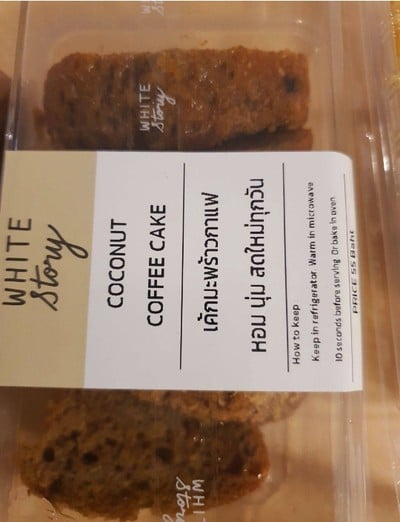 WHITE
Story
COCONUT
COFFEE CAKE
เค้กมะพร้าวกาแฟ
หอม นุ่ม สดใหม่ทุกวัน
How to keep
Keep in refrigerator. Warm in microwave
10 seconds before serving. Or bake in oven
PRICE 55 Baht
WHITE
Story
WHI
Stor